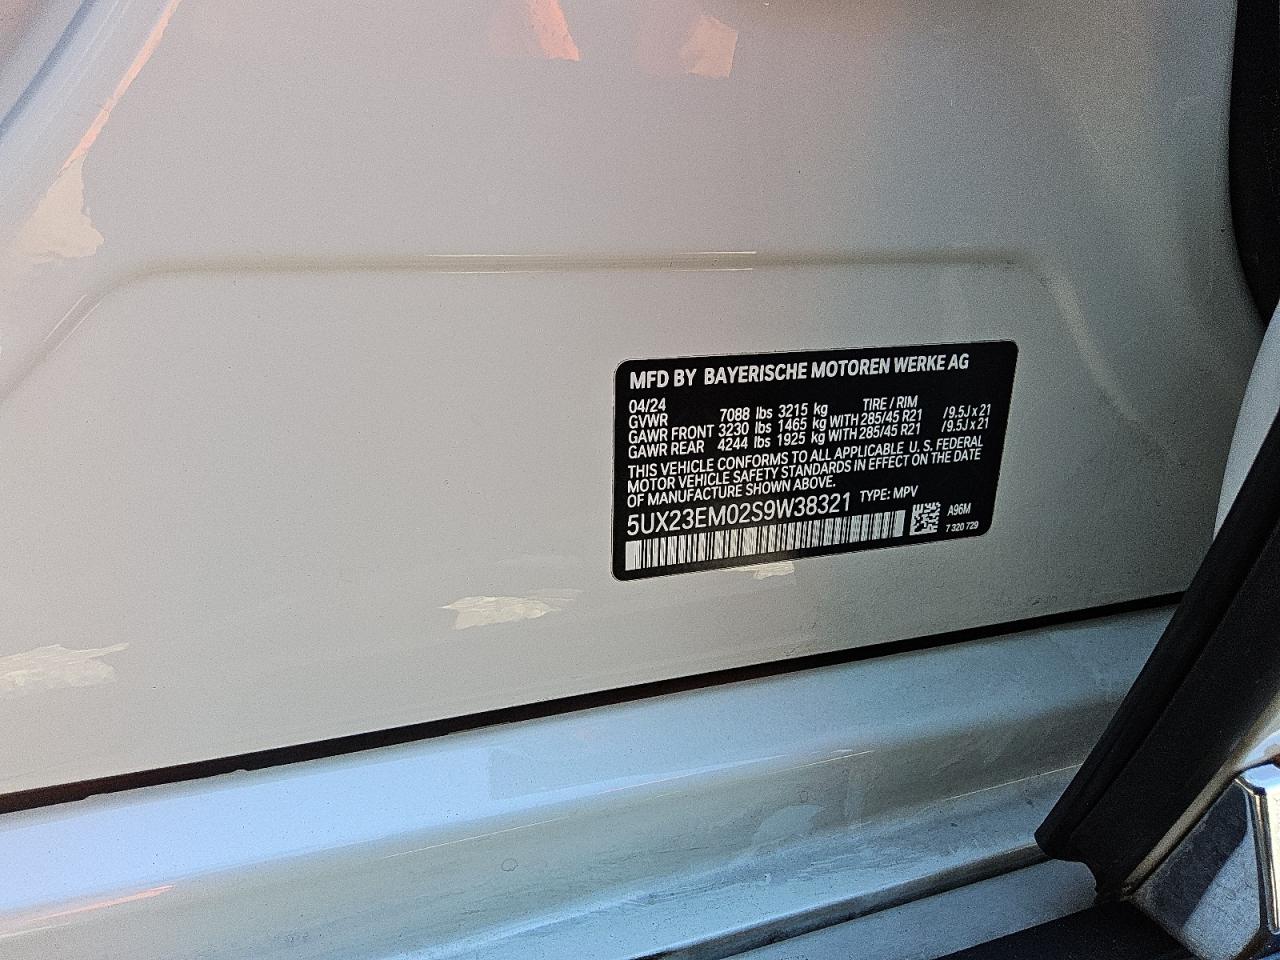 MFD BY BAYERISCHE MOTOREN WERKE AG
04/24 TIRE / RIM
GVWR 7088 lbs 3215 kg
GAWR FRONT 3230 lbs 1465 kg WITH 285/45 R21 /9.5J x 21
GAWR REAR 4244 lbs 1925 kg WITH 285/45 R21 /9.5J x 21
THIS VEHICLE CONFORMS TO ALL APPLICABLE U. S. FEDERAL
MOTOR VEHICLE SAFETY STANDARDS IN EFFECT ON THE DATE
OF MANUFACTURE SHOWN ABOVE.
5UX23EM02S9W38321 TYPE: MPV
A96M
7 320 729